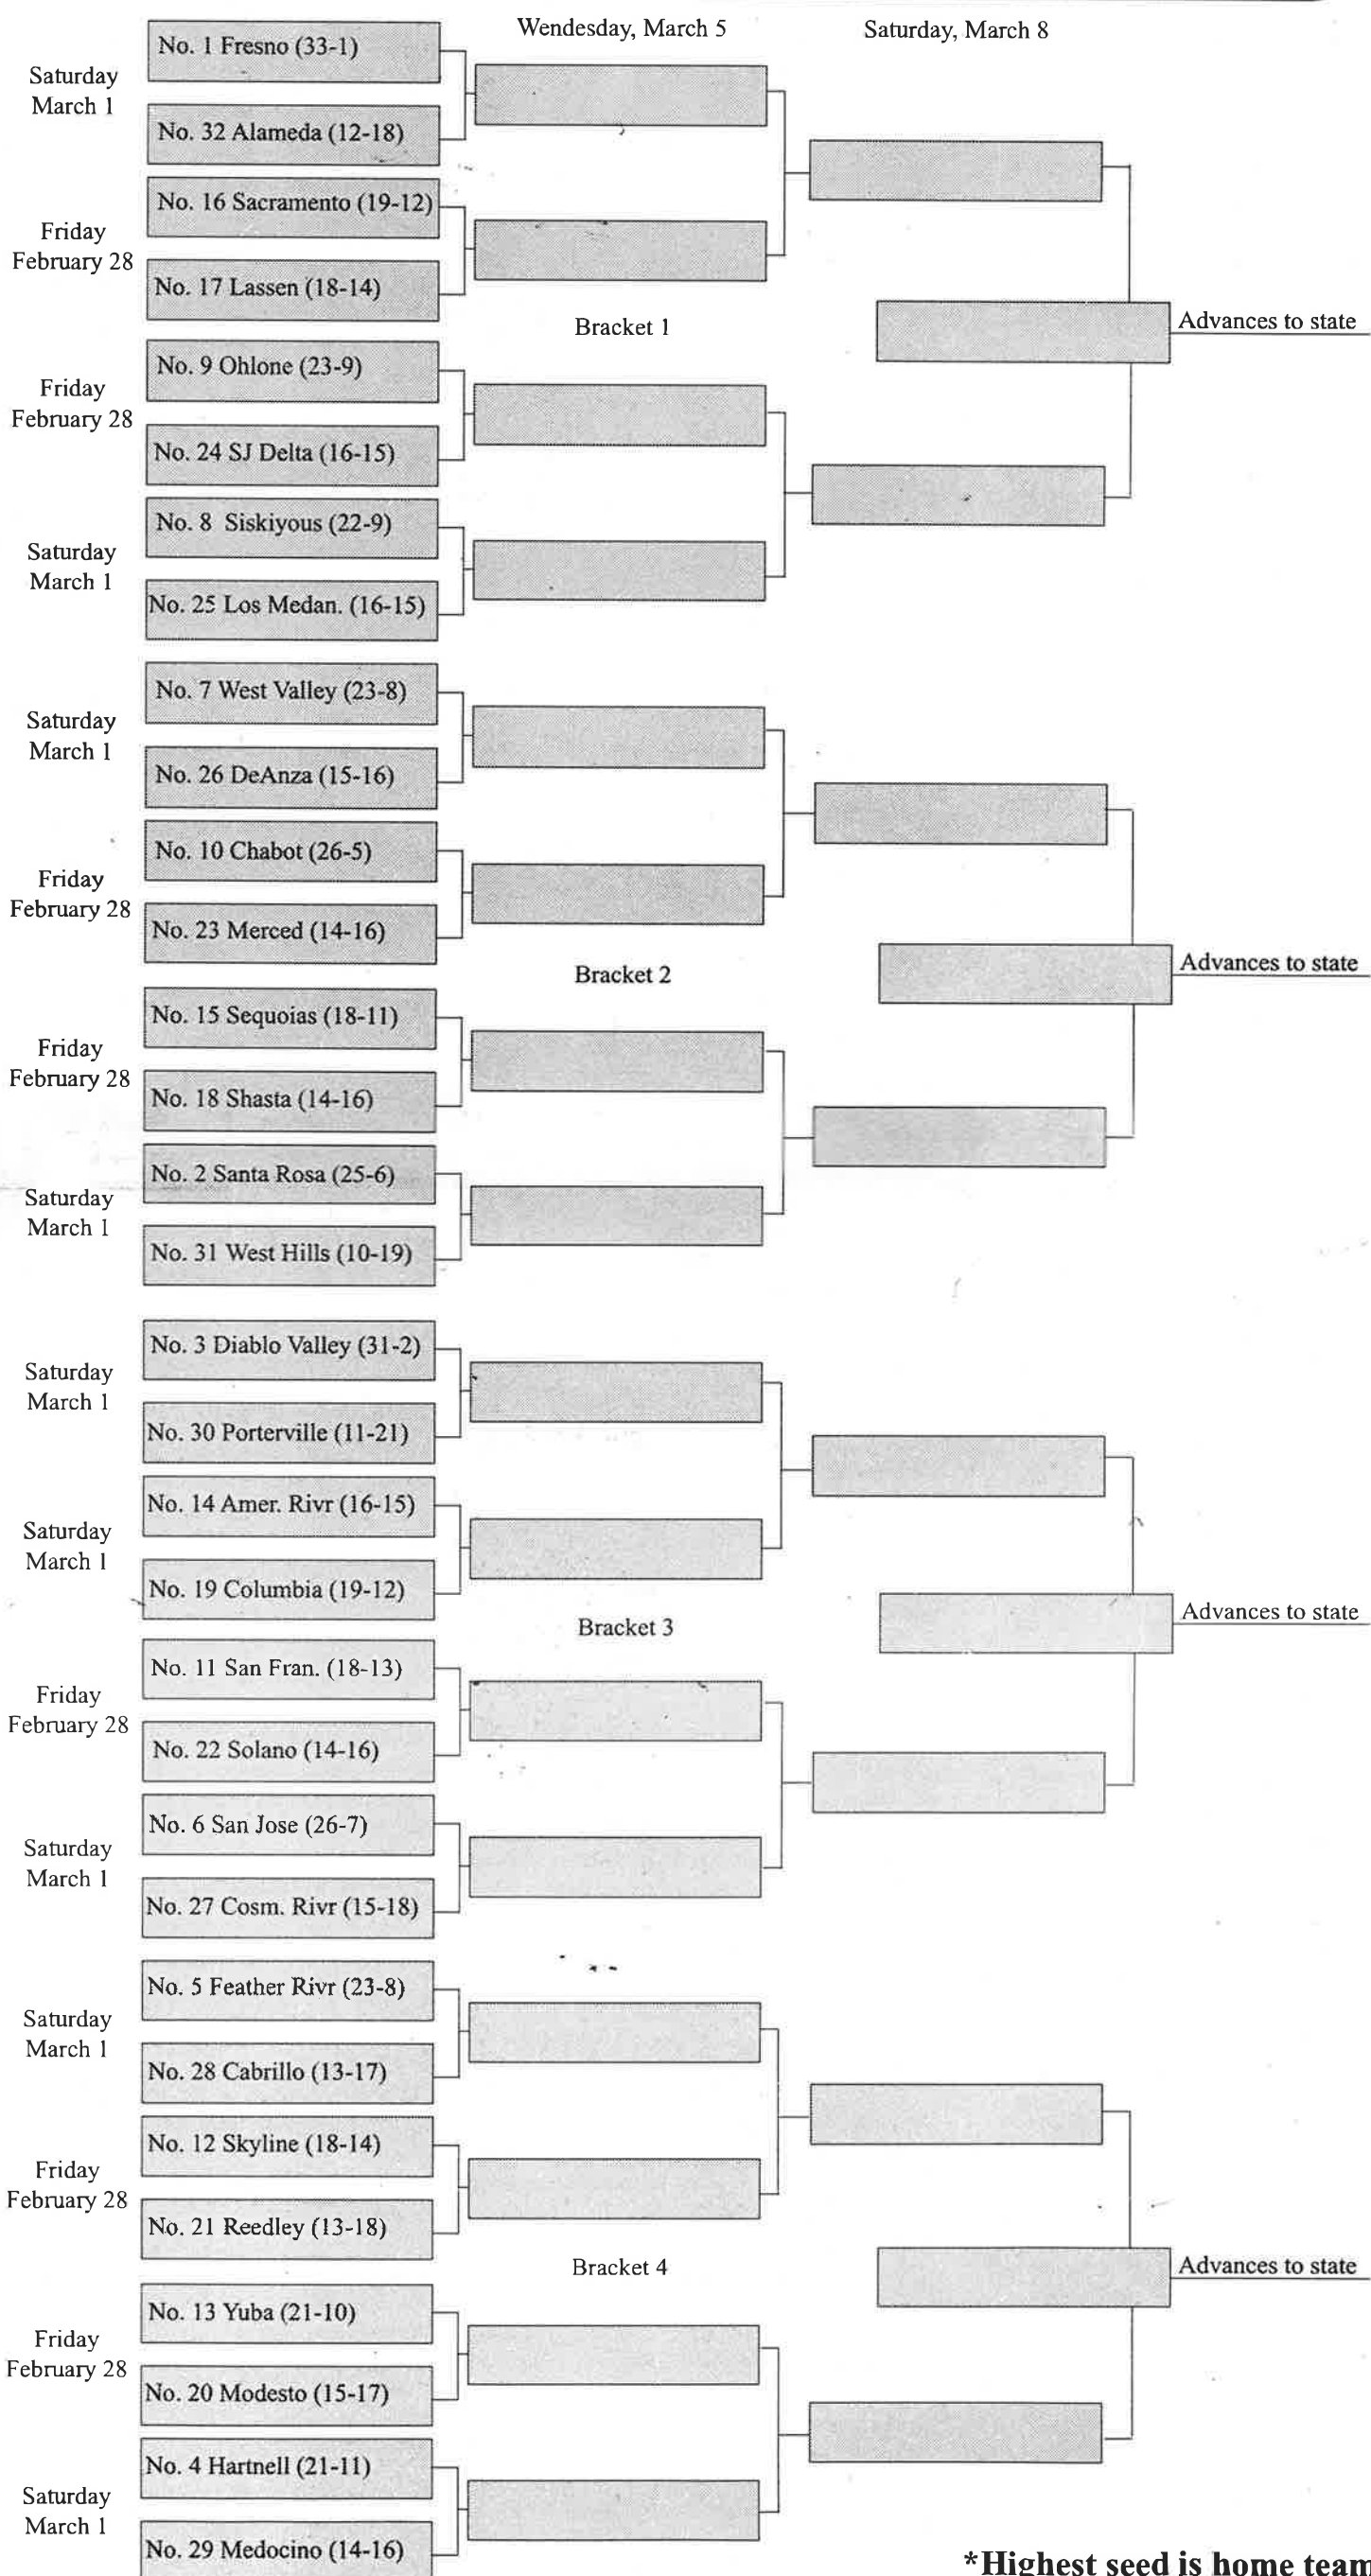 Wendesday, March 5
Saturday, March 8
No. 1 Fresno (33-1)
Saturday
March 1
No. 32 Alameda (12-18)
No. 16 Sacramento (19-12)
Friday
February 28
No. 17 Lassen (18-14)
Bracket 1
Advances to state
No. 9 Ohlone (23-9)
Friday
February 28
No. 24 SJ Delta (16-15)
No. 8 Siskiyous (22-9)
Saturday
March 1
No. 25 Los Medan. (16-15)
No. 7 West Valley (23-8)
Saturday
March 1
No. 26 DeAnza (15-16)
No. 10 Chabot (26-5)
Friday
February 28
No. 23 Merced (14-16)
Bracket 2
Advances to state
No. 15 Sequoias (18-11)
Friday
February 28
No. 18 Shasta (14-16)
No. 2 Santa Rosa (25-6)
Saturday
March 1
No. 31 West Hills (10-19)
No. 3 Diablo Valley (31-2)
Saturday
March 1
No. 30 Porterville (11-21)
No. 14 Amer. Rivr (16-15)
Saturday
March 1
No. 19 Columbia (19-12)
Bracket 3
Advances to state
No. 11 San Fran. (18-13)
Friday
February 28
No. 22 Solano (14-16)
No. 6 San Jose (26-7)
Saturday
March 1
No. 27 Cosm. Rivr (15-18)
No. 5 Feather Rivr (23-8)
Saturday
March 1
No. 28 Cabrillo (13-17)
No. 12 Skyline (18-14)
Friday
February 28
No. 21 Reedley (13-18)
Bracket 4
Advances to state
No. 13 Yuba (21-10)
Friday
February 28
No. 20 Modesto (15-17)
No. 4 Hartnell (21-11)
Saturday
March 1
No. 29 Medocino (14-16)
*Highest seed is home team